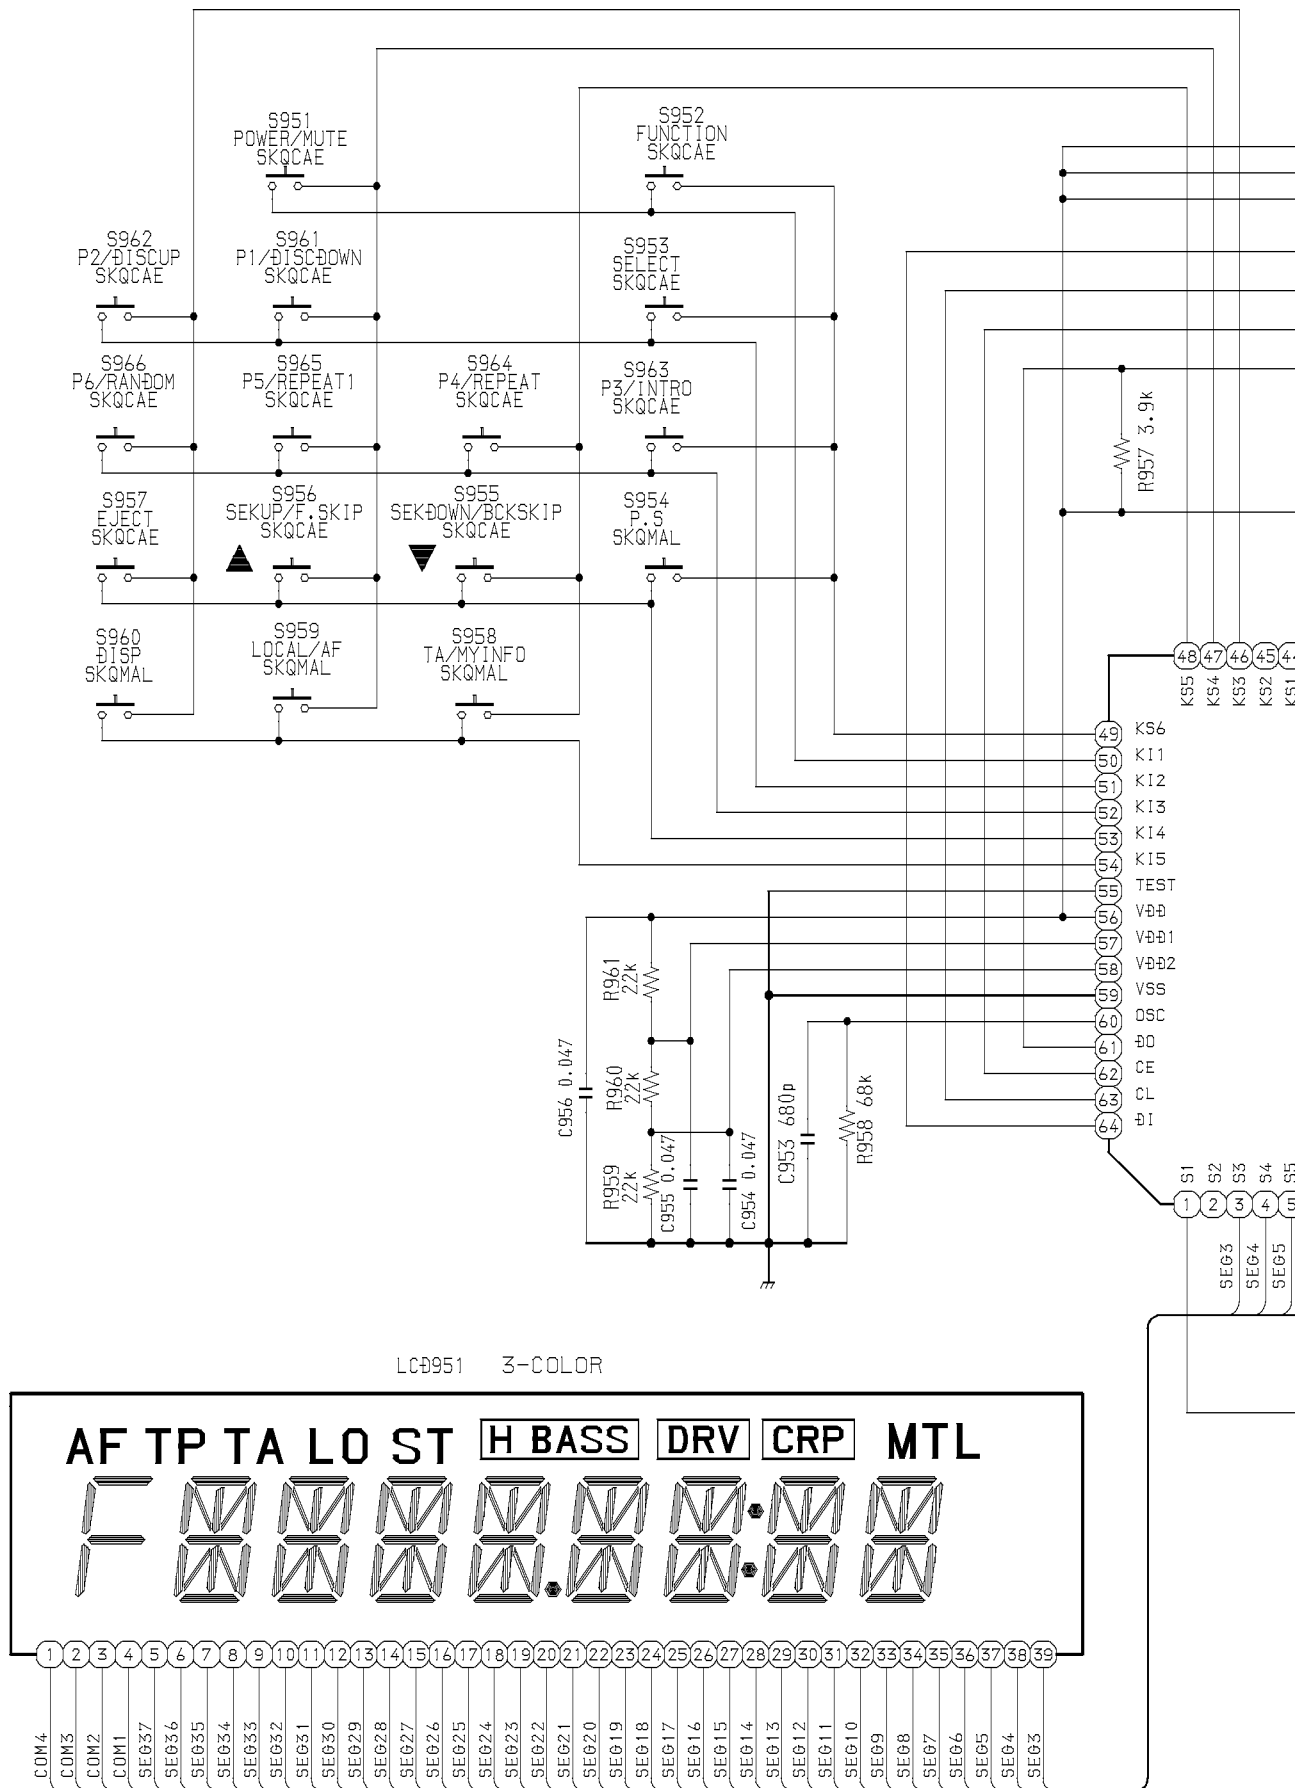 S951
POWER/MUTE
SKQCAE
S952
FUNCTION
SKQCAE
S962
P2/DISCUP
SKQCAE
S961
P1/DISCDOWN
SKQCAE
S953
SELECT
SKQCAE
S966
P6/RANDOM
SKQCAE
S965
P5/REPEAT1
SKQCAE
S964
P4/REPEAT
SKQCAE
S963
P3/INTRO
SKQCAE
R957 3.9k
S957
EJECT
SKQCAE
S956
SEKUP/F.SKIP
SKQCAE
S955
SEKDOWN/BCKSKIP
SKQCAE
S954
P.S
SKQMAL
S960
DISP
SKQMAL
S959
LOCAL/AF
SKQMAL
S958
TA/MYINFO
SKQMAL
48 47 46 45 44
KS5 KS4 KS3 KS2 KS1
49 KS6
50 KI1
51 KI2
52 KI3
53 KI4
54 KI5
55 TEST
56 VDD
57 VDD1
58 VDD2
59 VSS
60 OSC
61 DO
62 CE
63 CL
64 DI
R961
22k
R960
22k
R959
22k
C956 0.047
C955 0.047
C954 0.047
C953 680p
R958 68k
S1 S2 S3 S4 S5
1 2 3 4 5
SEG3 SEG4 SEG5
LCD951 3-COLOR
AF TP TA LO ST H BASS DRV CRP MTL
1 2 3 4 5 6 7 8 9 10 11 12 13 14 15 16 17 18 19 20 21 22 23 24 25 26 27 28 29 30 31 32 33 34 35 36 37 38 39
COM4 COM3 COM2 COM1 SEG37 SEG36 SEG35 SEG34 SEG33 SEG32 SEG31 SEG30 SEG29 SEG28 SEG27 SEG26 SEG25 SEG24 SEG23 SEG22 SEG21 SEG20 SEG19 SEG18 SEG17 SEG16 SEG15 SEG14 SEG13 SEG12 SEG11 SEG10 SEG9 SEG8 SEG7 SEG6 SEG5 SEG4 SEG3